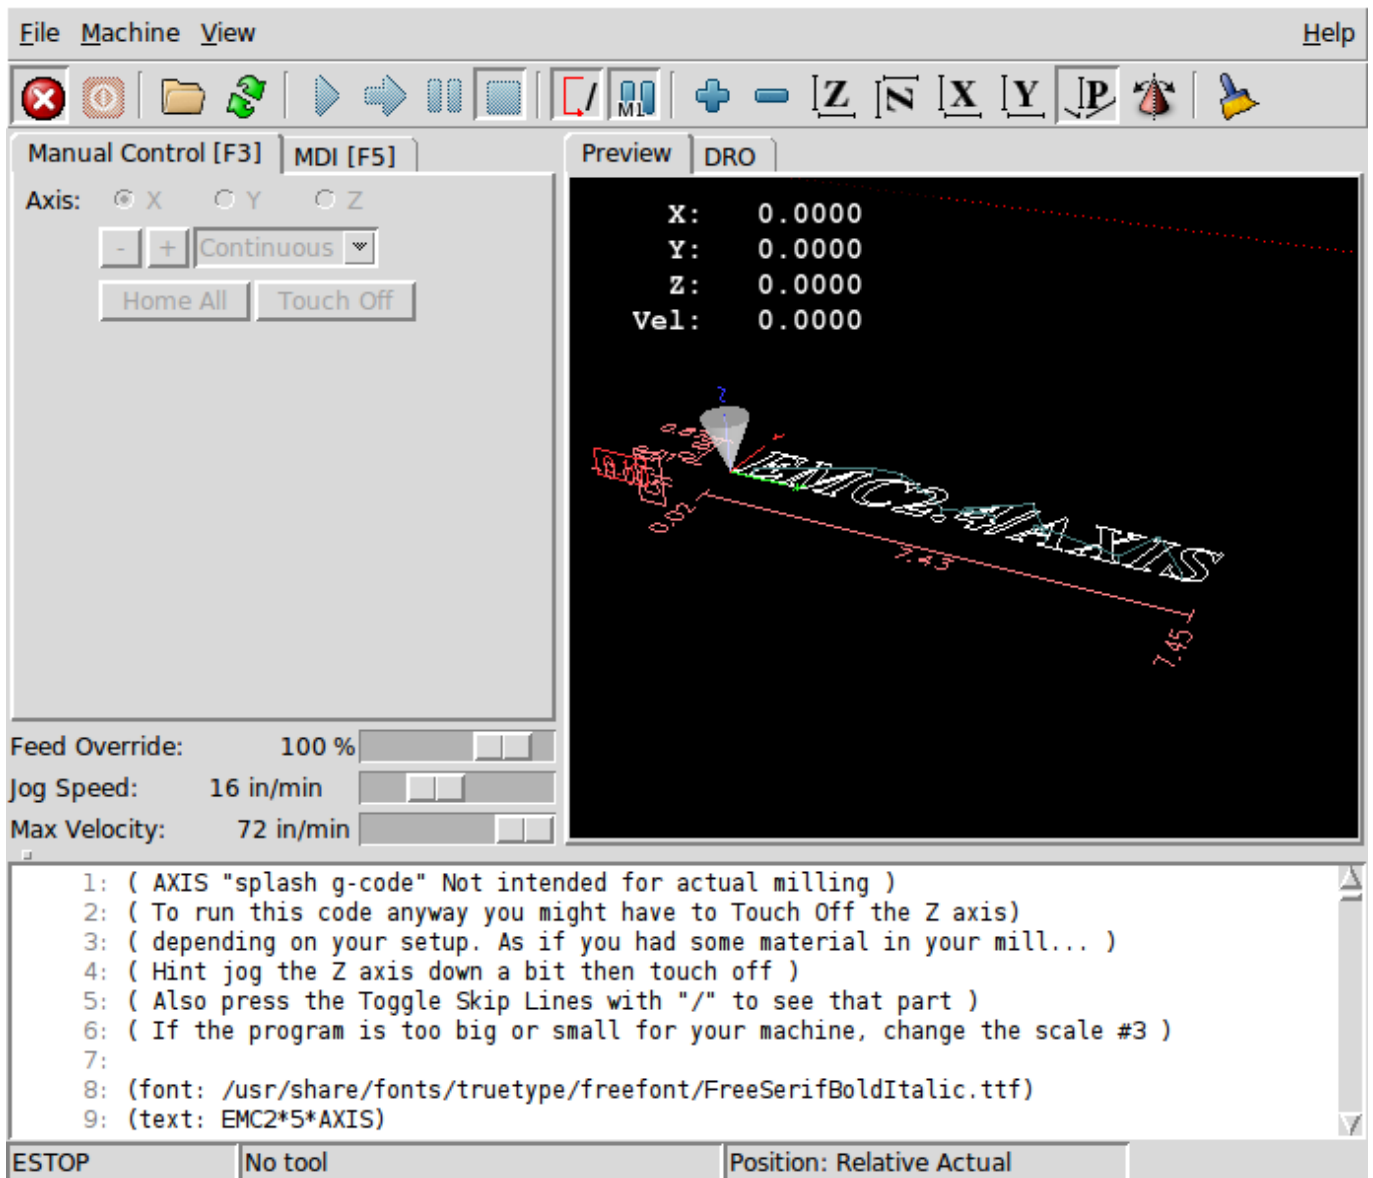 File Machine View Help
M1 Z N X Y P
Manual Control [F3] MDI [F5] Preview DRO
Axis: X Y Z
- + Continuous
Home All Touch Off
X: 0.0000
Y: 0.0000
Z: 0.0000
Vel: 0.0000
Z
EMC2.4/AXIS
0.02
7.43
7.45
Feed Override: 100 %
Jog Speed: 16 in/min
Max Velocity: 72 in/min
1: ( AXIS "splash g-code" Not intended for actual milling )
2: ( To run this code anyway you might have to Touch Off the Z axis)
3: ( depending on your setup. As if you had some material in your mill... )
4: ( Hint jog the Z axis down a bit then touch off )
5: ( Also press the Toggle Skip Lines with "/" to see that part )
6: ( If the program is too big or small for your machine, change the scale #3 )
7:
8: (font: /usr/share/fonts/truetype/freefont/FreeSerifBoldItalic.ttf)
9: (text: EMC2*5*AXIS)
ESTOP No tool Position: Relative Actual